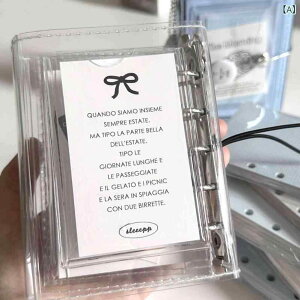 [A]
QUANDO SIAMO INSIEME
SEMPRE ESTATE.
MA TIPO LA PARTE BELLA
DELL'ESTATE.
TIPO LE
GIORNATE LUNGHE E
LE PASSEGGIATE
E IL GELATO E I PICNIC
E LA SERA IN SPIAGGIA
CON DUE BIRRETTE.